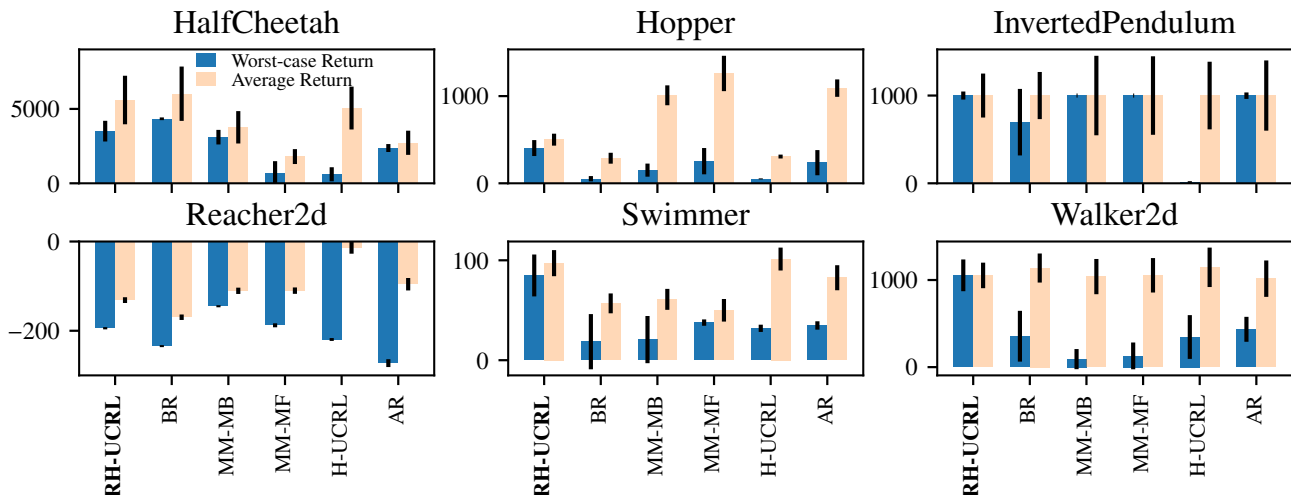 HalfCheetah
Hopper
InvertedPendulum
Worst-case Return
Average Return
5000
0
1000
0
1000
0
Reacher2d
Swimmer
Walker2d
0
−200
100
0
1000
0
RH-UCRL
BR
MM-MB
MM-MF
H-UCRL
AR
RH-UCRL
BR
MM-MB
MM-MF
H-UCRL
AR
RH-UCRL
BR
MM-MB
MM-MF
H-UCRL
AR